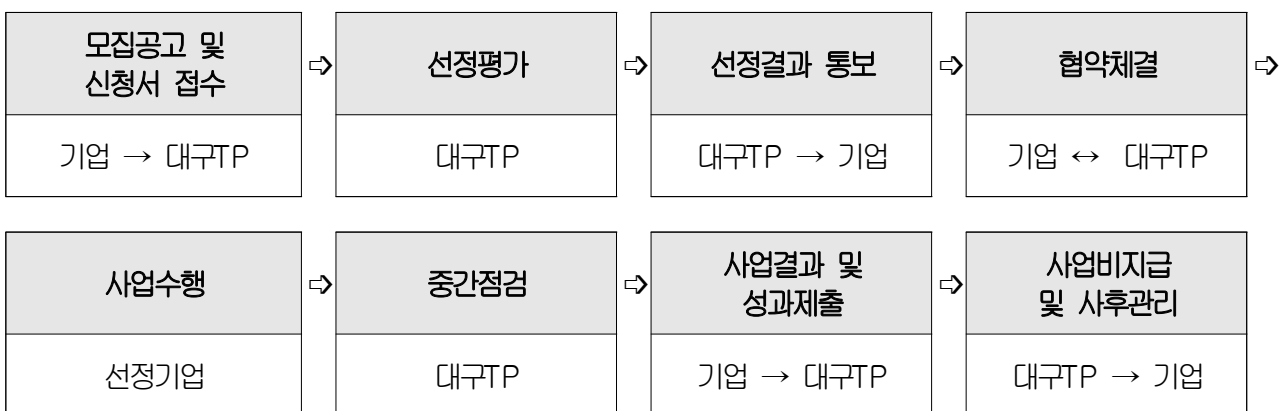 모집공고 및
신청서 접수
⇨
선정평가
⇨
선정결과 통보
⇨
협약체결
⇨
기업 → 대구TP
대구TP
대구TP → 기업
기업 ↔ 대구TP
사업수행
⇨
중간점검
⇨
사업결과 및
성과제출
⇨
사업비지급
및 사후관리
선정기업
대구TP
기업 → 대구TP
대구TP → 기업